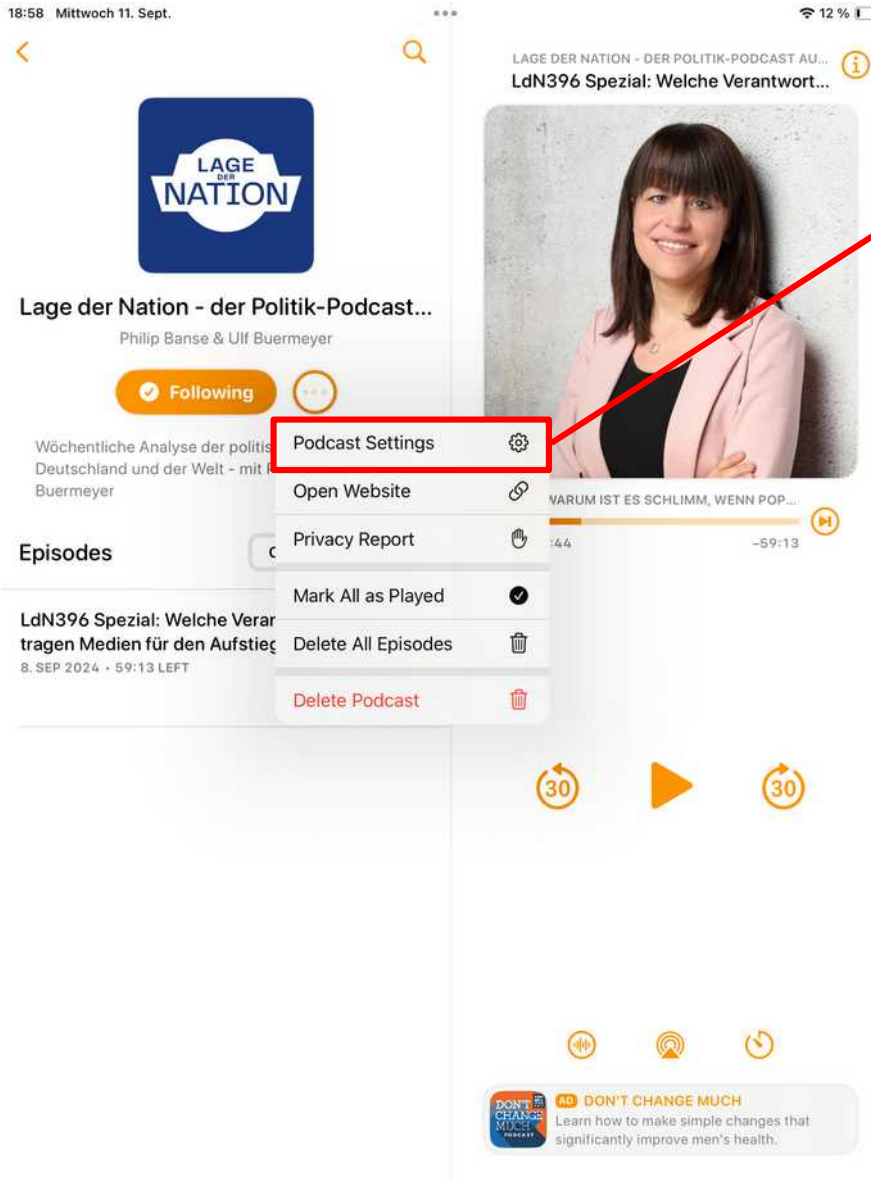 18:58 Mittwoch 11. Sept.
12 %
LAGE
DER
NATION
Lage der Nation - der Politik-Podcast...
Philip Banse & Ulf Buermeyer
Following
Wöchentliche Analyse der politis
Deutschland und der Welt - mit
Buermeyer
Episodes
LdN396 Spezial: Welche Verar
tragen Medien für den Aufstieg
8. SEP 2024 • 59:13 LEFT
Podcast Settings
Open Website
Privacy Report
Mark All as Played
Delete All Episodes
Delete Podcast
LAGE DER NATION - DER POLITIK-PODCAST AU...
LdN396 Spezial: Welche Verantwort...
WARUM IST ES SCHLIMM, WENN POP...
:44
-59:13
30
30
DON'T
CHANGE
MUCH
PODCAST
AD DON'T CHANGE MUCH
Learn how to make simple changes that
significantly improve men's health.